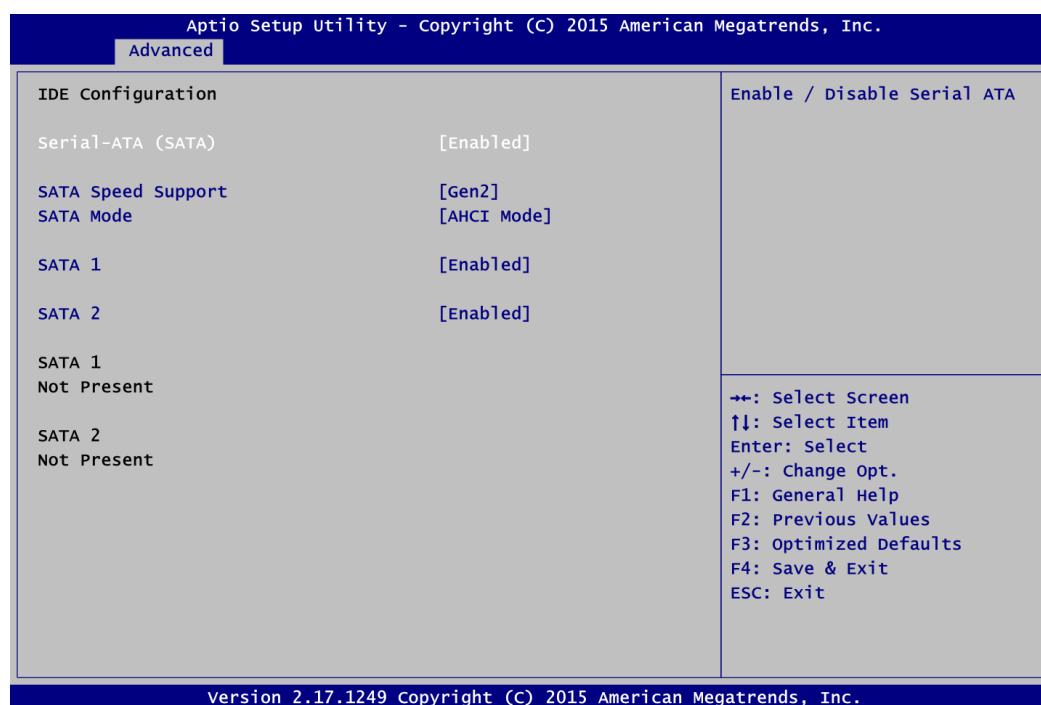 Aptio Setup Utility – Copyright (C) 2015 American Megatrends, Inc.
Advanced
IDE Configuration
Serial-ATA (SATA) [Enabled]
SATA Speed Support [Gen2]
SATA Mode [AHCI Mode]
SATA 1 [Enabled]
SATA 2 [Enabled]
SATA 1
Not Present
SATA 2
Not Present
Enable / Disable Serial ATA
→←: Select Screen
↑↓: Select Item
Enter: Select
+/-: Change Opt.
F1: General Help
F2: Previous Values
F3: Optimized Defaults
F4: Save & Exit
ESC: Exit
Version 2.17.1249 Copyright (C) 2015 American Megatrends, Inc.